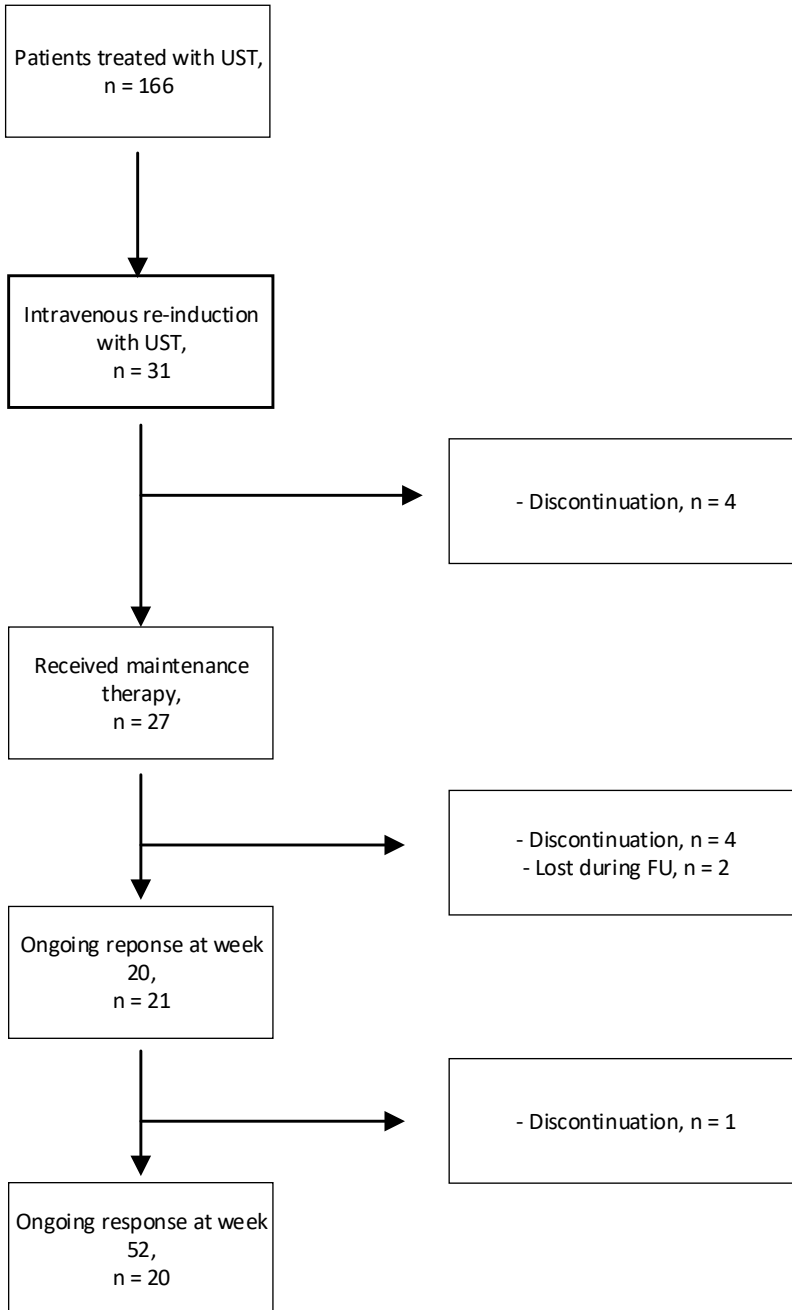 Patients treated with UST,
n = 166
Intravenous re-induction
with UST,
n = 31
- Discontinuation, n = 4
Received maintenance
therapy,
n = 27
- Discontinuation, n = 4
- Lost during FU, n = 2
Ongoing reponse at week
20,
n = 21
- Discontinuation, n = 1
Ongoing response at week
52,
n = 20